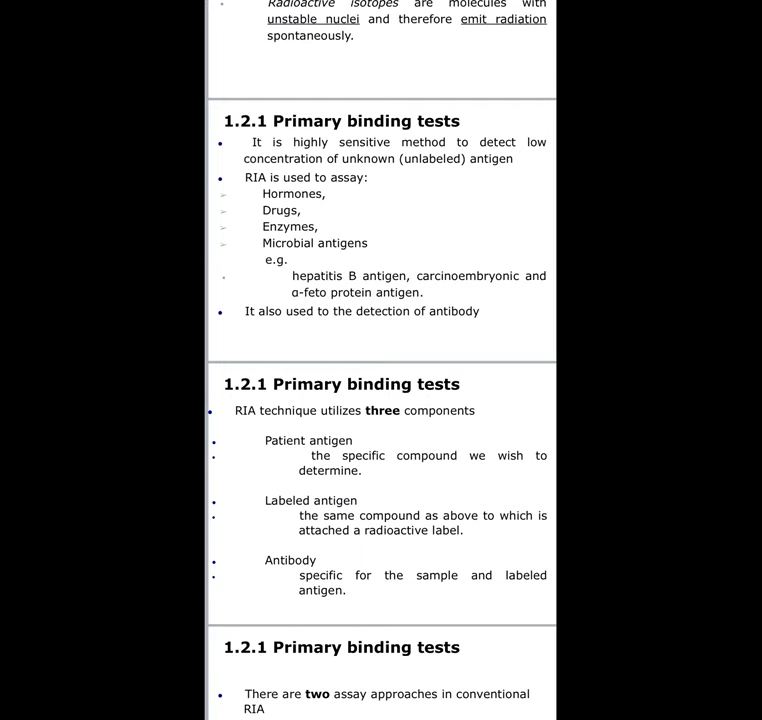 Radioactive isotopes are molecules with
unstable nuclei and therefore emit radiation
spontaneously.
1.2.1 Primary binding tests
• It is highly sensitive method to detect low
concentration of unknown (unlabeled) antigen
• RIA is used to assay:
➢ Hormones,
➢ Drugs,
➢ Enzymes,
➢ Microbial antigens
e.g.
• hepatitis B antigen, carcinoembryonic and
α-feto protein antigen.
• It also used to the detection of antibody
1.2.1 Primary binding tests
• RIA technique utilizes three components
• Patient antigen
• the specific compound we wish to
determine.
• Labeled antigen
• the same compound as above to which is
attached a radioactive label.
• Antibody
• specific for the sample and labeled
antigen.
1.2.1 Primary binding tests
• There are two assay approaches in conventional
RIA